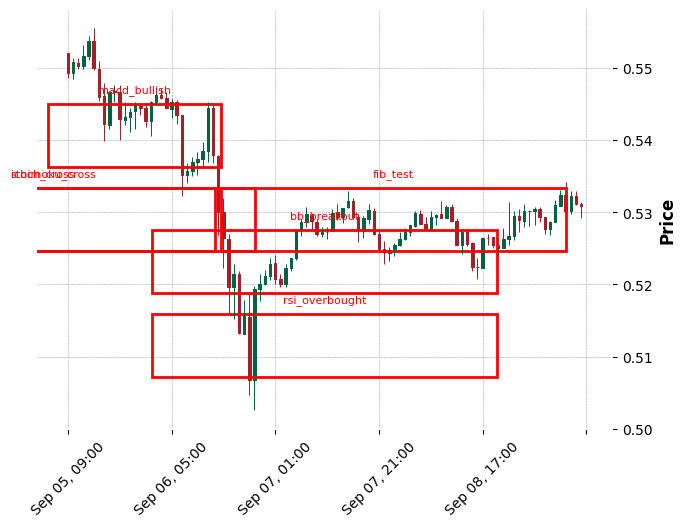 0.55
macd_bullish
0.54
fib_test
0.53
bb_breakout
Price
0.52
rsi_overbought
0.51
0.50
Sep 05, 09:00
Sep 06, 05:00
Sep 07, 01:00
Sep 07, 21:00
Sep 08, 17:00